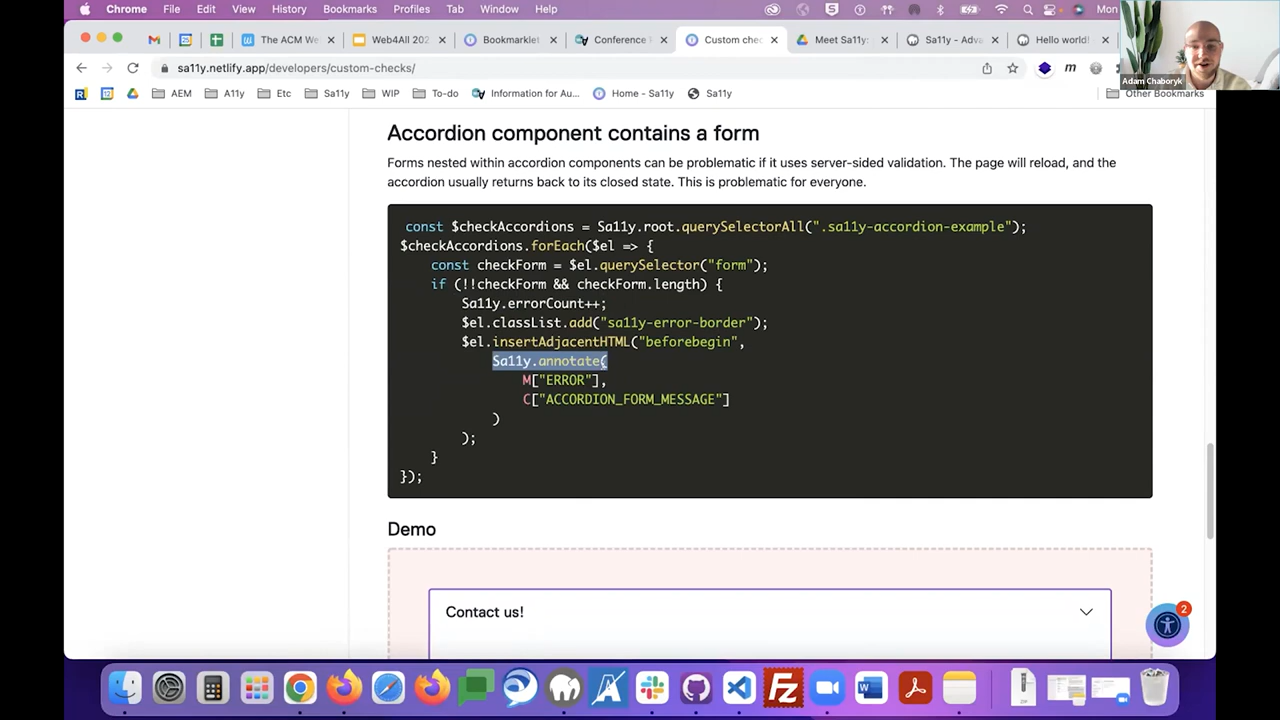 Chrome File Edit View History Bookmarks Profiles Tab Window Help Mon
The ACM We Web4All 202 Bookmarklet Conference Custom che Meet Sa11y: Sa11y - Adv Hello world!
sa11y.netlify.app/developers/custom-checks/
Adam Chaboryk
AEM A11y Etc Sa11y WIP To-do Information for Au... Home - Sa11y Sa11y Other Bookmarks
Accordion component contains a form
Forms nested within accordion components can be problematic if it uses server-sided validation. The page will reload, and the
accordion usually returns back to its closed state. This is problematic for everyone.
const $checkAccordions = Sa11y.root.querySelectorAll(".sa11y-accordion-example");
$checkAccordions.forEach($el => {
const checkForm = $el.querySelector("form");
if (!!checkForm && checkForm.length) {
Sa11y.errorCount++;
$el.classList.add("sa11y-error-border");
$el.insertAdjacentHTML("beforebegin",
Sa11y.annotate(
M["ERROR"],
C["ACCORDION_FORM_MESSAGE"]
)
);
}
});
Demo
Contact us!
2